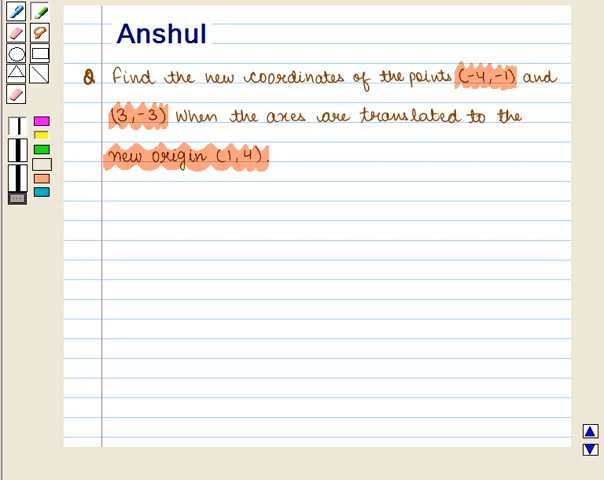 Anshul
Q Find the new coordinates of the points (-4,-1) and
(3,-3) when the axes are translated to the
new origin (1,4).